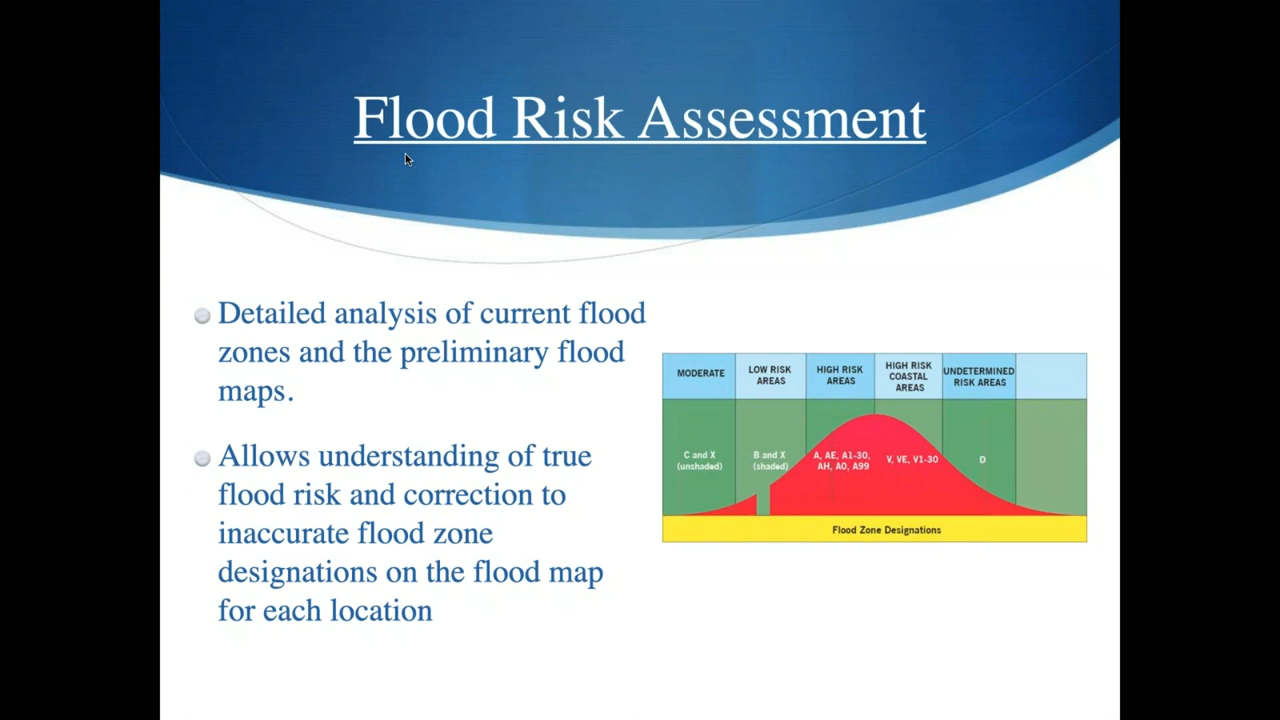 Flood Risk Assessment
Detailed analysis of current flood
zones and the preliminary flood
maps.
Allows understanding of true
flood risk and correction to
inaccurate flood zone
designations on the flood map
for each location
MODERATE
LOW RISK
AREAS
HIGH RISK
AREAS
HIGH RISK
COASTAL
AREAS
UNDETERMINED
RISK AREAS
C and X
(unshaded)
B and X
(shaded)
A, AE, A1-30,
AH, AO, A99
V, VE, V1-30
D
Flood Zone Designations